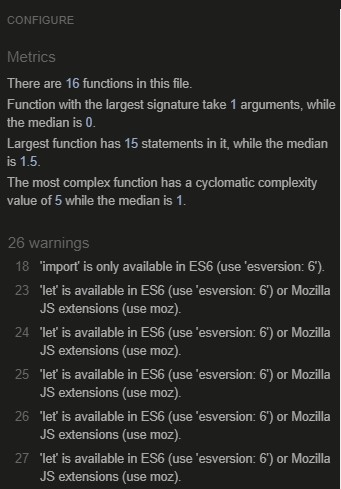 CONFIGURE
Metrics
There are 16 functions in this file.
Function with the largest signature take 1 arguments, while
the median is 0.
Largest function has 15 statements in it, while the median
is 1.5.
The most complex function has a cyclomatic complexity
value of 5 while the median is 1.
26 warnings
18 'import' is only available in ES6 (use 'esversion: 6').
23 'let' is available in ES6 (use 'esversion: 6') or Mozilla
JS extensions (use moz).
24 'let' is available in ES6 (use 'esversion: 6') or Mozilla
JS extensions (use moz).
25 'let' is available in ES6 (use 'esversion: 6') or Mozilla
JS extensions (use moz).
26 'let' is available in ES6 (use 'esversion: 6') or Mozilla
JS extensions (use moz).
27 'let' is available in ES6 (use 'esversion: 6') or Mozilla
JS extensions (use moz).